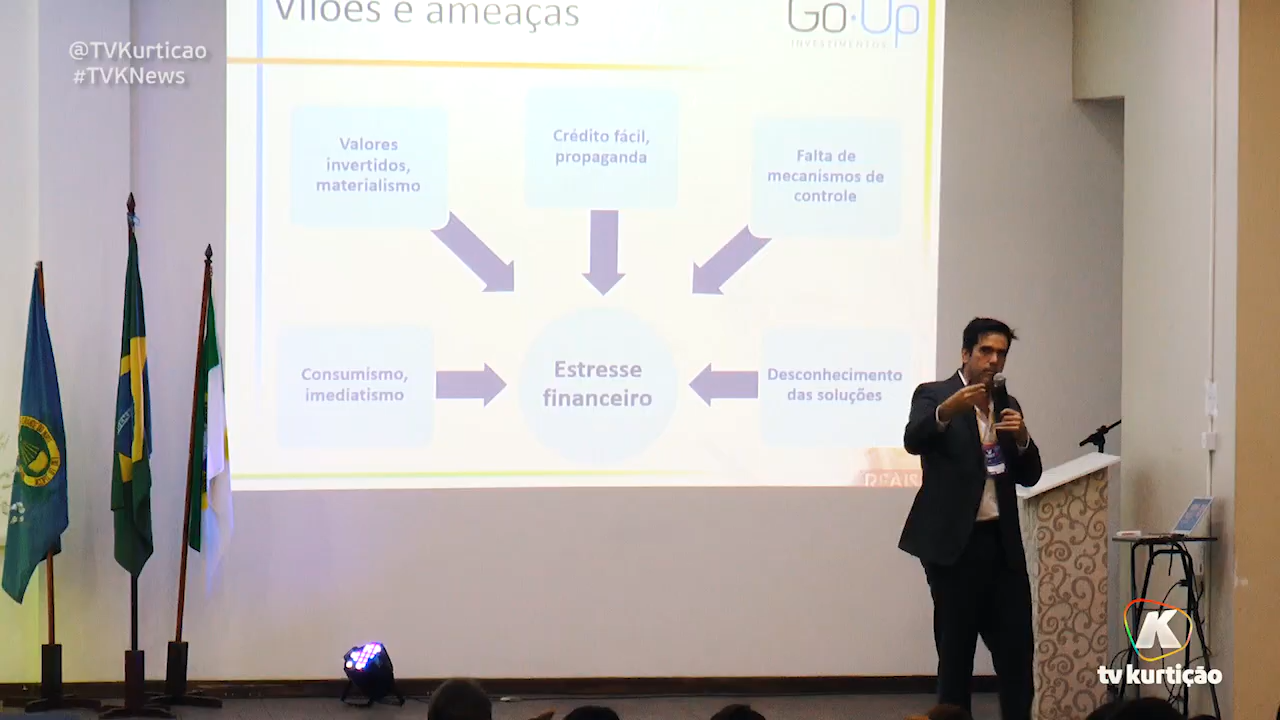 @TVKurticao
#TVKNews
Vilões e ameaças
Go·Up
INVESTIMENTOS
Valores
invertidos,
materialismo
Crédito fácil,
propaganda
Falta de
mecanismos de
controle
Consumismo,
imediatismo
Estresse
financeiro
Desconhecimento
das soluções
REAIS
K
tv kurtição